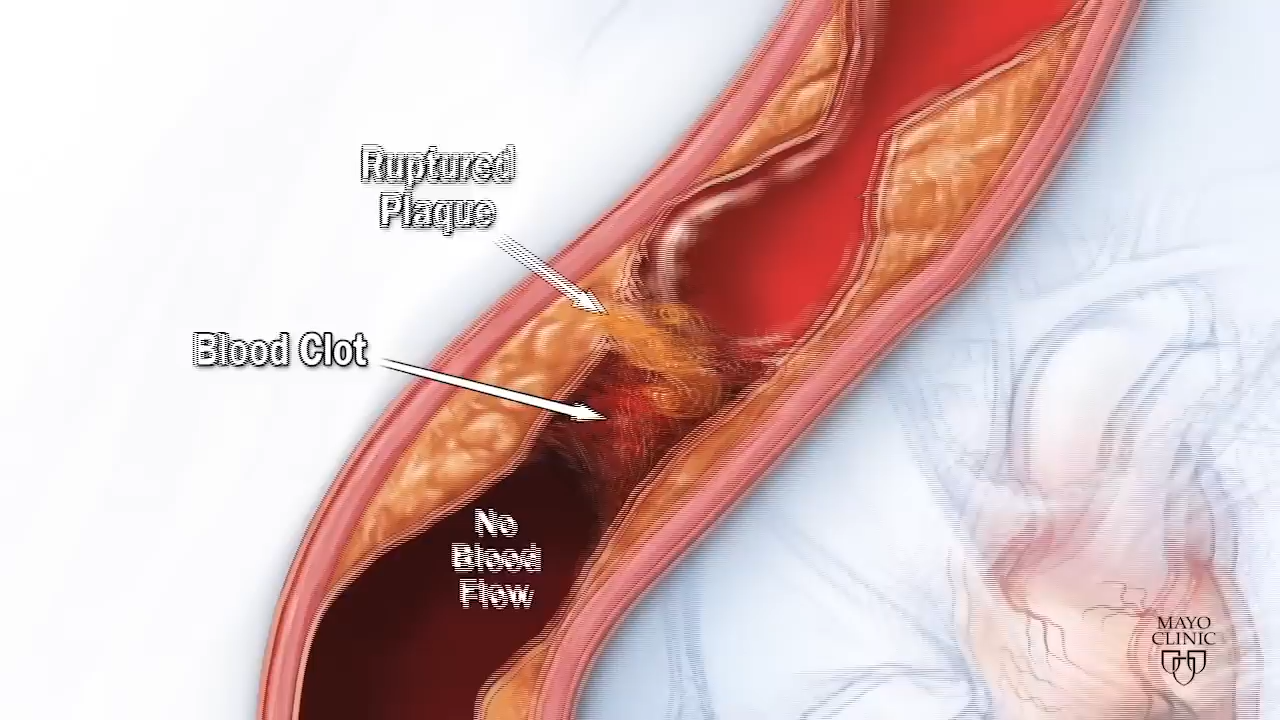 Ruptured
Plaque
Blood Clot
No
Blood
Flow
MAYO
CLINIC